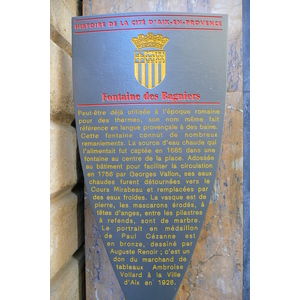 HISTOIRE DE LA CITÉ D'AIX-EN-PROVENCE
Fontaine des Bagniers
Peut-être déjà utilisée à l'époque romaine
pour des thermes, son nom même fait
référence en langue provençale à des bains.
Cette fontaine connut de nombreux
remaniements. La source d'eau chaude qui
l'alimentait fut captée en 1685 dans une
fontaine au centre de la place. Adossée
au bâtiment pour faciliter la circulation
en 1756 par Georges Vallon, ses eaux
chaudes furent détournées vers le
Cours Mirabeau et remplacées par
des eaux froides. La vasque est de
pierre, les mascarons érodés, à
têtes d'anges, entre les pilastres
à refends, sont de marbre.
Le portrait en médaillon
de Paul Cézanne est
en bronze, dessiné par
Auguste Renoir ; c'est un
don du marchand de
tableaux Ambroise
Vollard à la Ville
d'Aix en 1926.